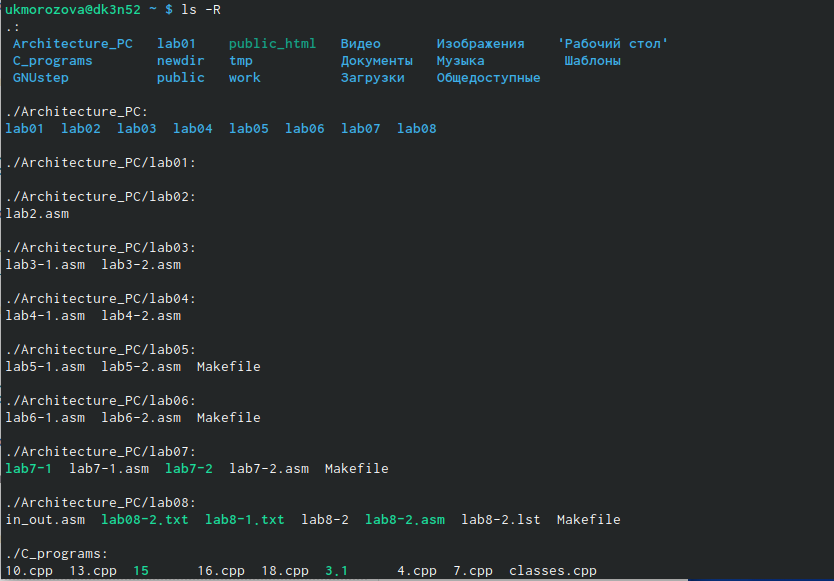 ukmorozova@dk3n52 ~ $ ls -R
.:
Architecture_PC lab01 public_html Видео Изображения 'Рабочий стол'
C_programs newdir tmp Документы Музыка Шаблоны
GNUstep public work Загрузки Общедоступные
./Architecture_PC:
lab01 lab02 lab03 lab04 lab05 lab06 lab07 lab08
./Architecture_PC/lab01:
./Architecture_PC/lab02:
lab2.asm
./Architecture_PC/lab03:
lab3-1.asm lab3-2.asm
./Architecture_PC/lab04:
lab4-1.asm lab4-2.asm
./Architecture_PC/lab05:
lab5-1.asm lab5-2.asm Makefile
./Architecture_PC/lab06:
lab6-1.asm lab6-2.asm Makefile
./Architecture_PC/lab07:
lab7-1 lab7-1.asm lab7-2 lab7-2.asm Makefile
./Architecture_PC/lab08:
in_out.asm lab08-2.txt lab8-1.txt lab8-2 lab8-2.asm lab8-2.lst Makefile
./C_programs:
10.cpp 13.cpp 15 16.cpp 18.cpp 3.1 4.cpp 7.cpp classes.cpp